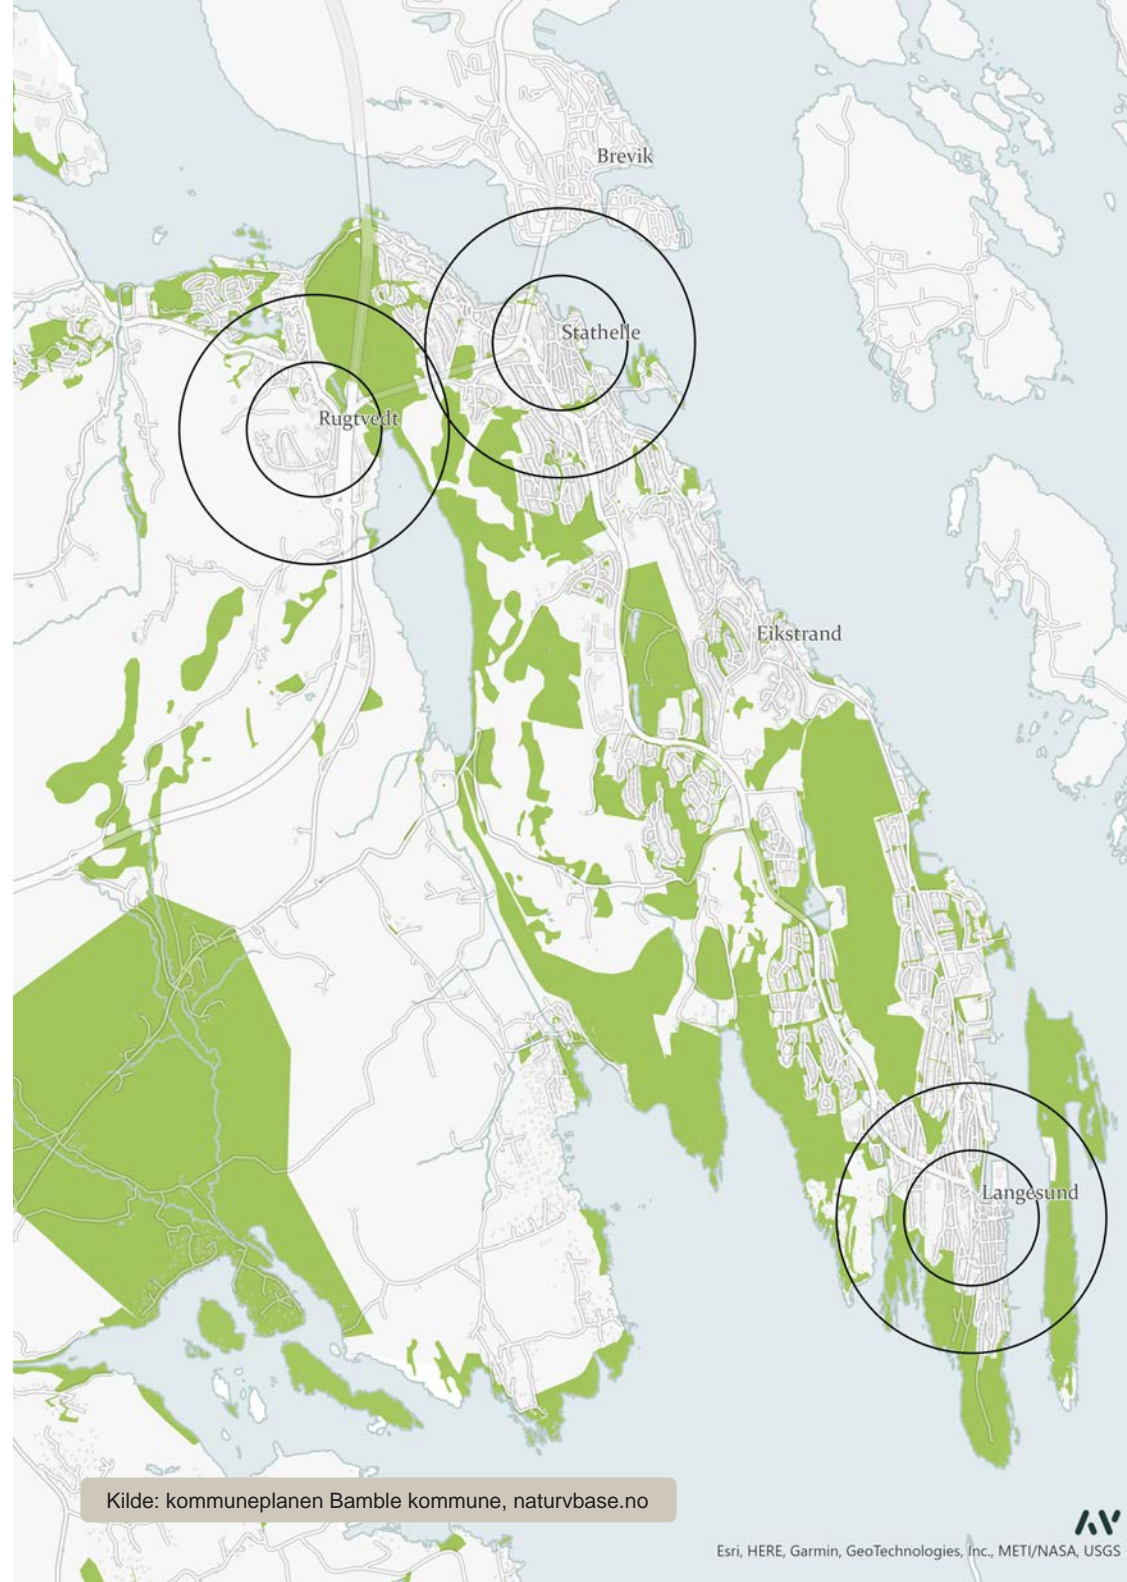 Brevik
Stathelle
Rugtvedt
Eikstrand
Langesund
Kilde: kommuneplanen Bamble kommune, naturvbase.no
Esri, HERE, Garmin, GeoTechnologies, Inc., METI/NASA, USGS